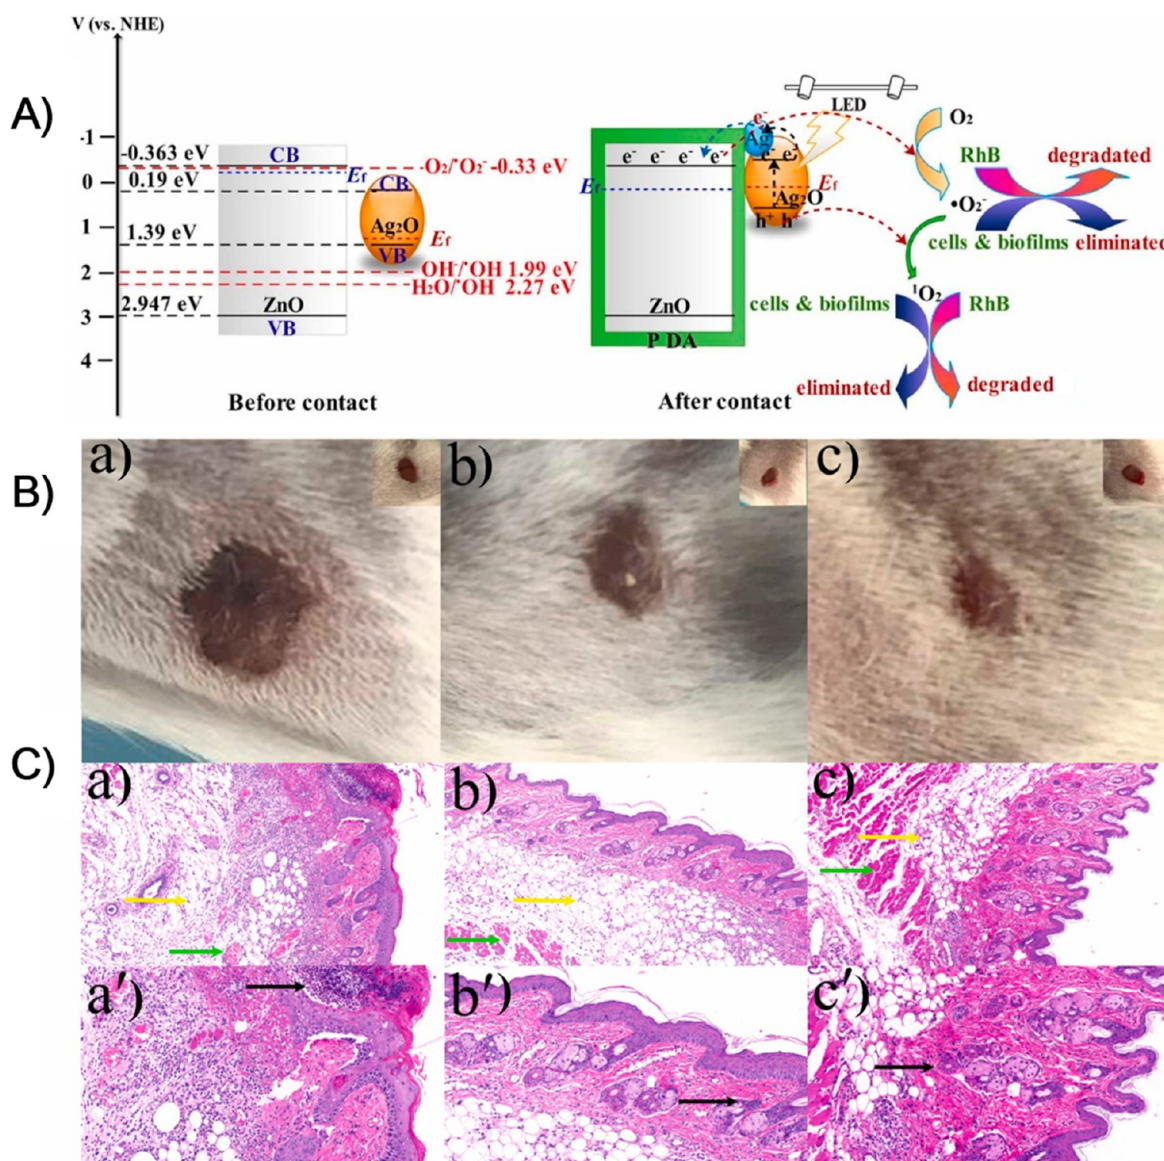 A)
V (vs. NHE)
-1
0
1
2
3
4
-0.363 eV
0.19 eV
1.39 eV
2.947 eV
CB
Ef
O₂/•O₂⁻ -0.33 eV
CB
Ag₂O
Ef
VB
OH⁻/•OH 1.99 eV
H₂O/•OH 2.27 eV
ZnO
VB
Before contact
LED
e⁻
Ag
e⁻ e⁻ e⁻ e⁻
e⁻ e⁻
Ef
Ef
Ag₂O
h⁺ h⁺
ZnO
P DA
After contact
O₂
RhB
degradated
•O₂⁻
cells & biofilms
eliminated
¹O₂
cells & biofilms
RhB
eliminated
degraded
B)
a)
b)
c)
C)
a)
b)
c)
a')
b')
c')